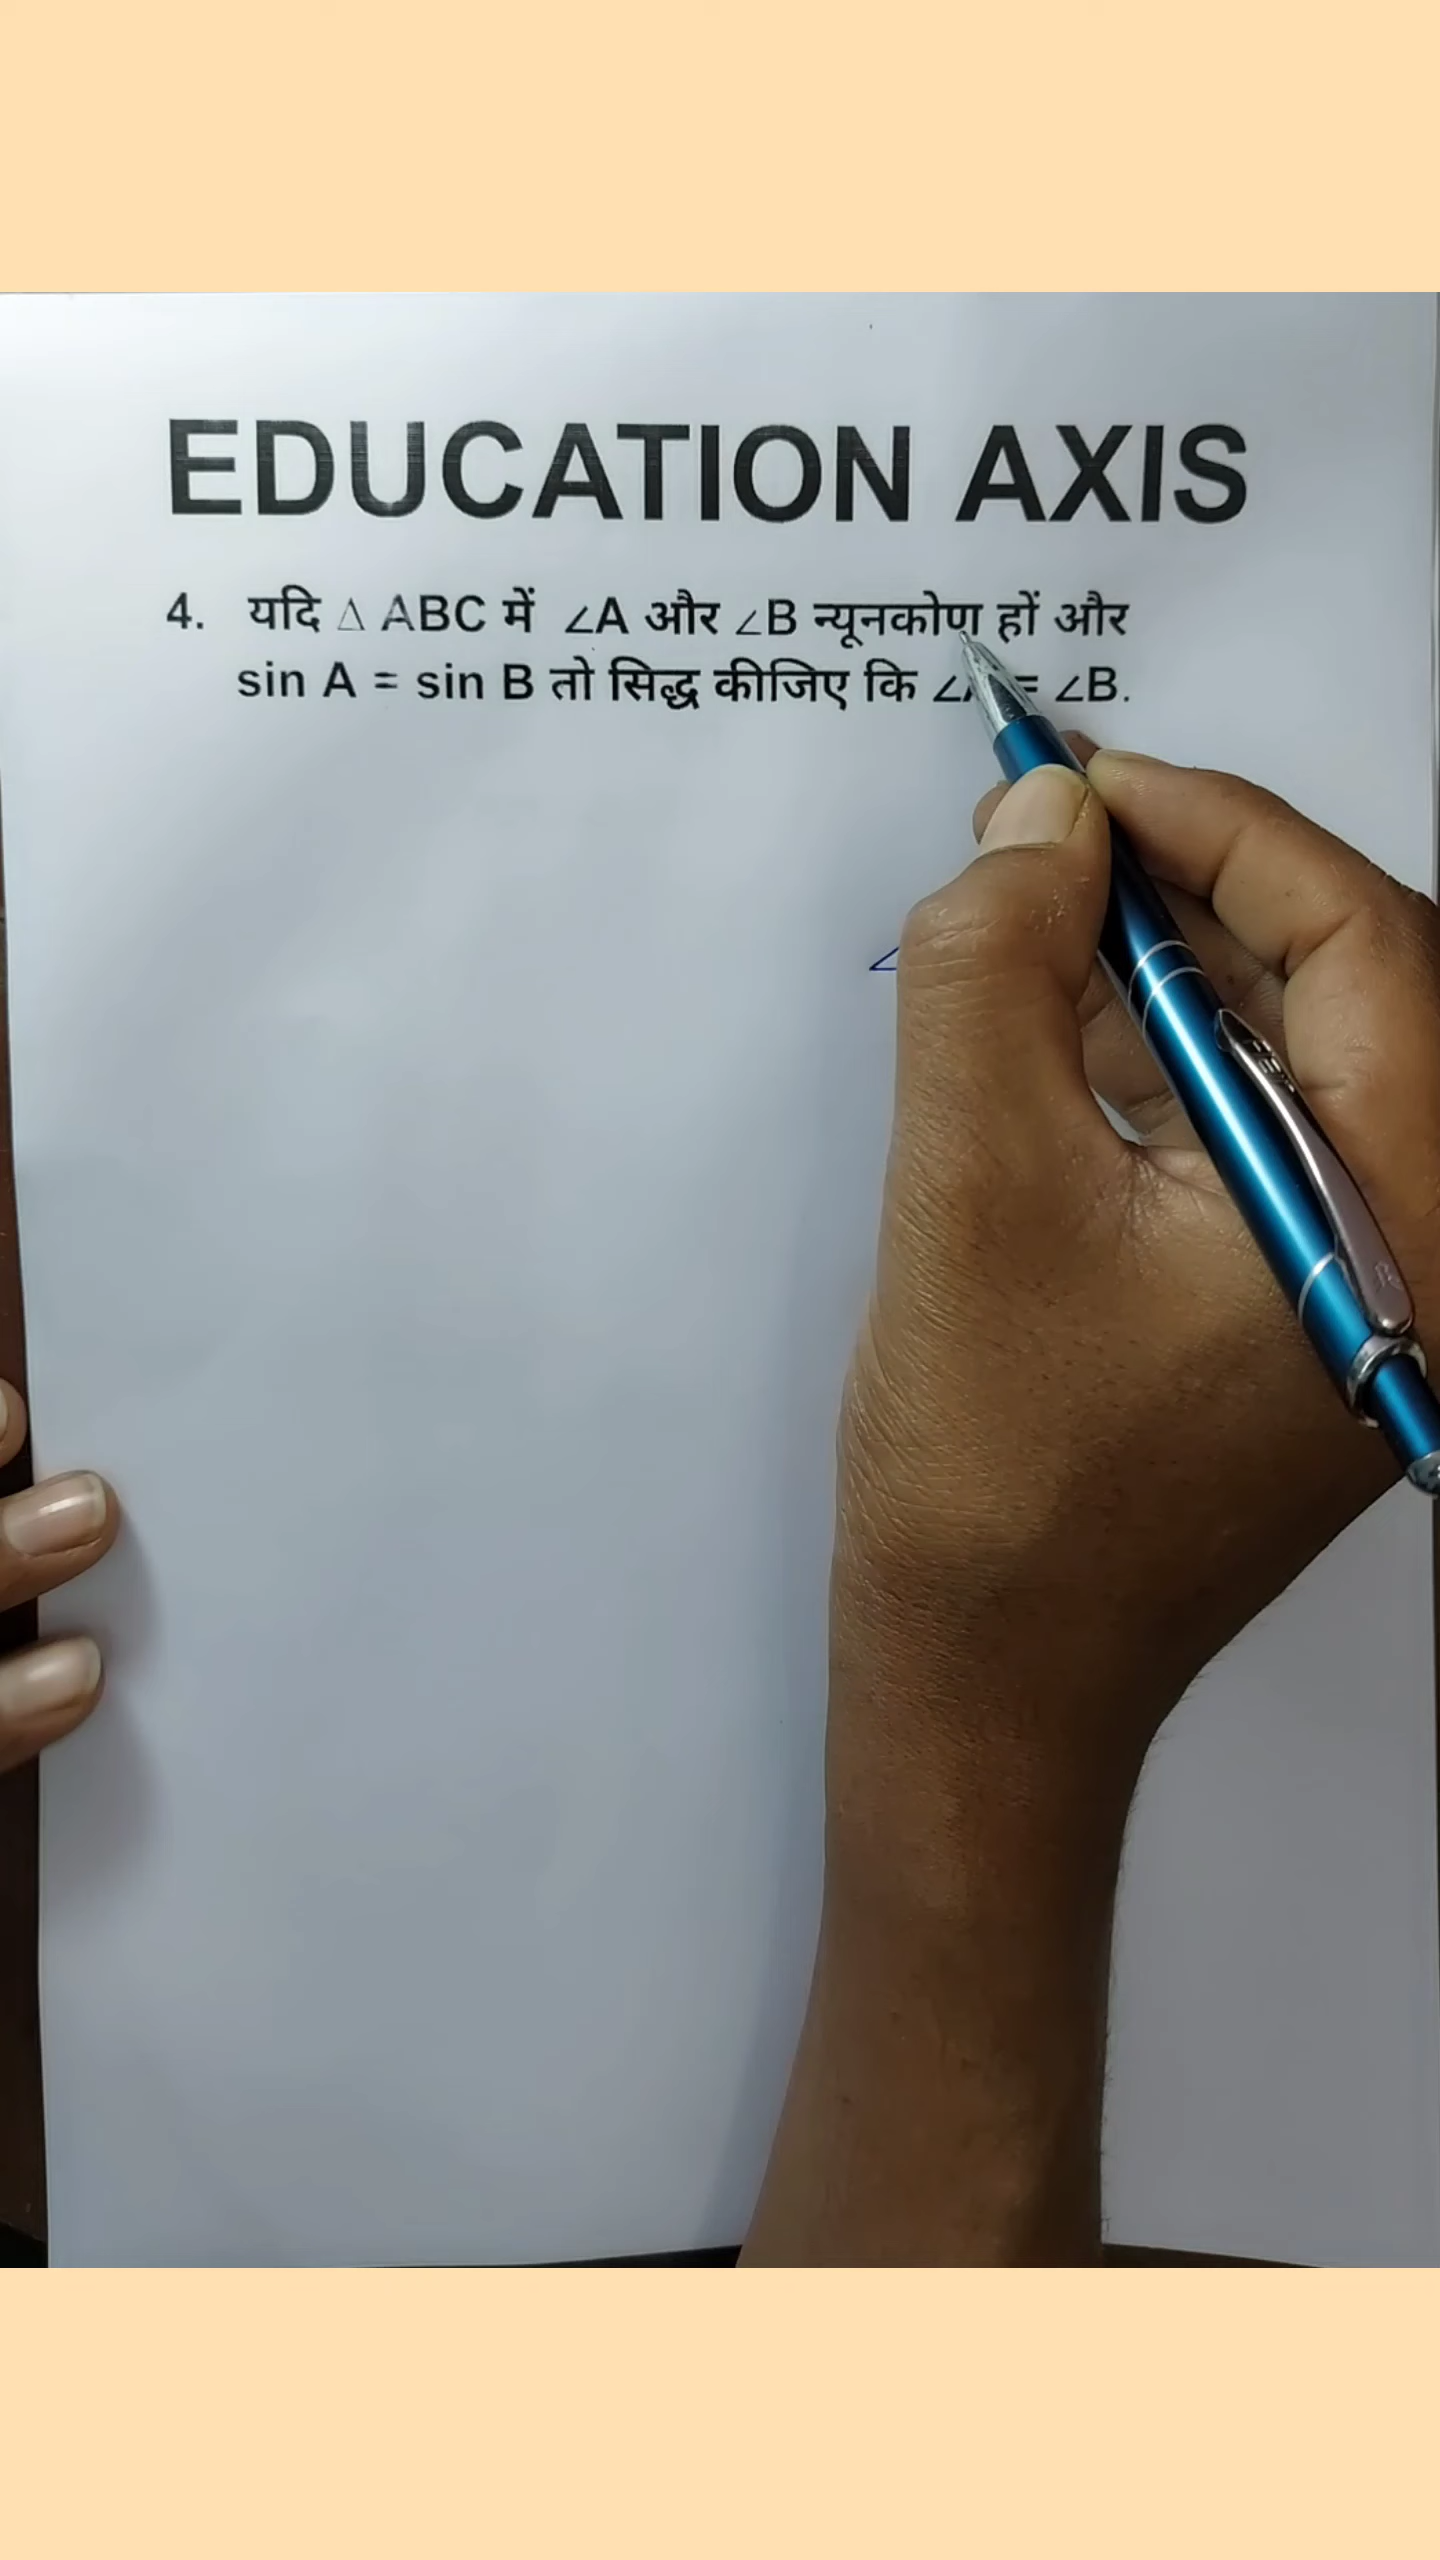 EDUCATION AXIS
4. यदि Δ ABC में ∠A और ∠B न्यूनकोण हों और
sin A = sin B तो सिद्ध कीजिए कि ∠A = ∠B.